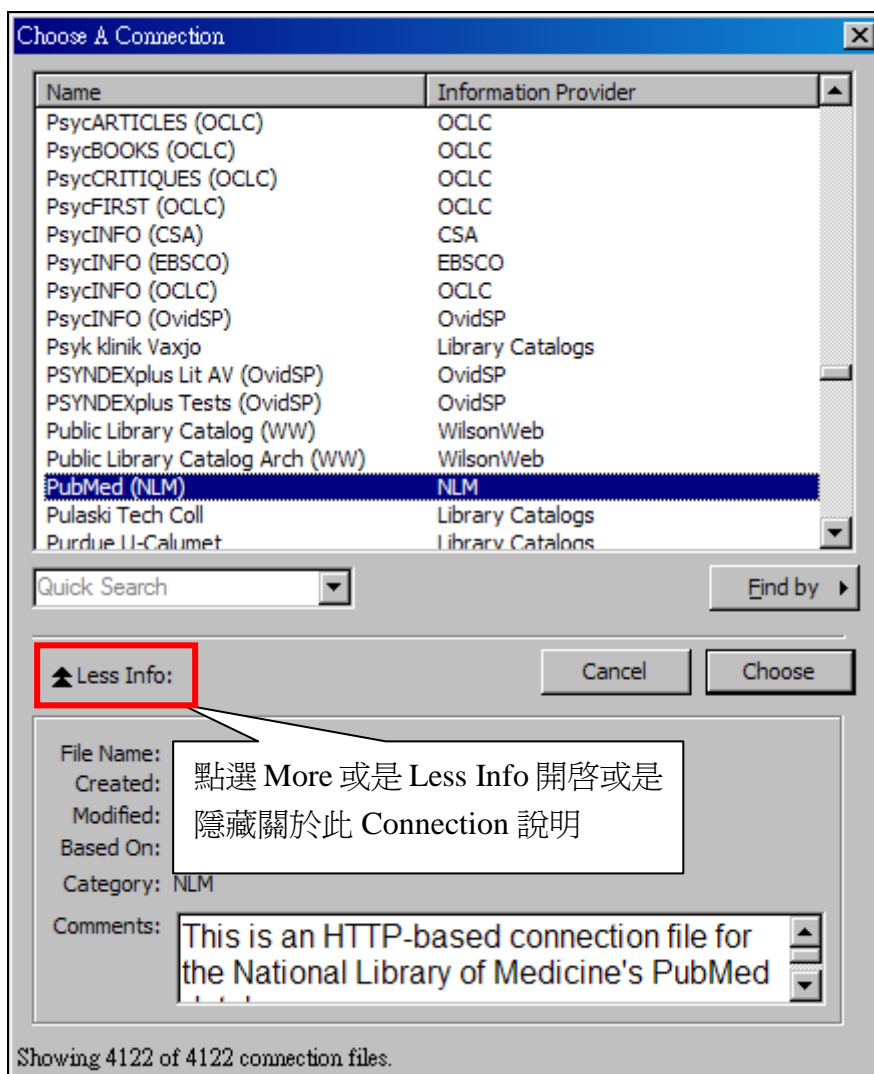 Choose A Connection
Name Information Provider
PsycARTICLES (OCLC) OCLC
PsycBOOKS (OCLC) OCLC
PsycCRITIQUES (OCLC) OCLC
PsycFIRST (OCLC) OCLC
PsycINFO (CSA) CSA
PsycINFO (EBSCO) EBSCO
PsycINFO (OCLC) OCLC
PsycINFO (OvidSP) OvidSP
Psyk klinik Vaxjo Library Catalogs
PSYNDEXplus Lit AV (OvidSP) OvidSP
PSYNDEXplus Tests (OvidSP) OvidSP
Public Library Catalog (WW) WilsonWeb
Public Library Catalog Arch (WW) WilsonWeb
PubMed (NLM) NLM
Pulaski Tech Coll Library Catalogs
Purdue U-Calumet Library Catalogs
Quick Search Find by
Less Info: Cancel Choose
File Name:
Created:
Modified:
Based On:
點選 More 或是 Less Info 開啓或是
隱藏關於此 Connection 說明
Category: NLM
Comments: This is an HTTP-based connection file for
the National Library of Medicine's PubMed
Showing 4122 of 4122 connection files.